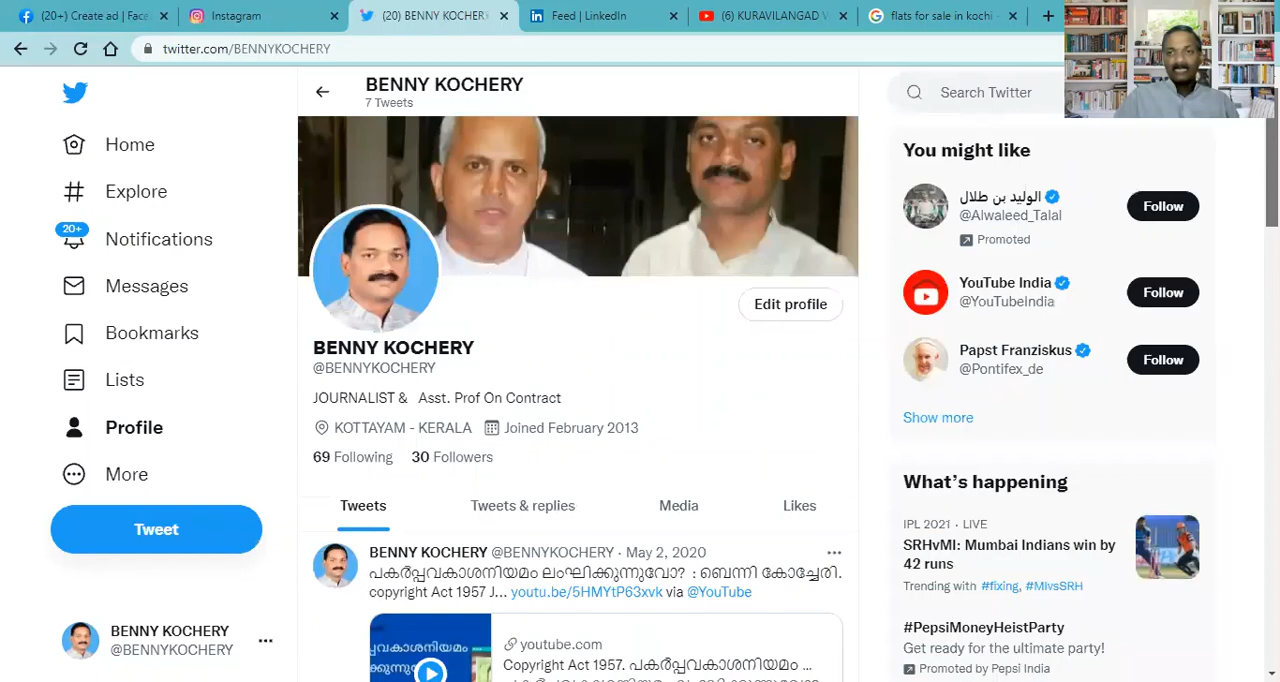 (20+) Create ad | Face
Instagram
(20) BENNY KOCHER
Feed | LinkedIn
(6) KURAVILANGAD V
flats for sale in kochi -
twitter.com/BENNYKOCHERY
BENNY KOCHERY
7 Tweets
Search Twitter
Home
Explore
20+
Notifications
Messages
Bookmarks
Lists
Profile
More
Tweet
BENNY KOCHERY
@BENNYKOCHERY
Edit profile
BENNY KOCHERY
@BENNYKOCHERY
JOURNALIST & Asst. Prof On Contract
KOTTAYAM - KERALA Joined February 2013
69 Following 30 Followers
Tweets Tweets & replies Media Likes
BENNY KOCHERY @BENNYKOCHERY · May 2, 2020
പകർപ്പവകാശനിയമം ലംഘിക്കുന്നുവോ? : ബെന്നി കോച്ചേരി.
copyright Act 1957 J... youtu.be/5HMYtP63xvk via @YouTube
youtube.com
Copyright Act 1957. പകർപ്പവകാശനിയമം ...
You might like
الوليد بن طلال
@Alwaleed_Talal
Promoted
Follow
YouTube India
@YouTubeIndia
Follow
Papst Franziskus
@Pontifex_de
Follow
Show more
What's happening
IPL 2021 · LIVE
SRHvMI: Mumbai Indians win by
42 runs
Trending with #fixing, #MIvsSRH
#PepsiMoneyHeistParty
Get ready for the ultimate party!
Promoted by Pepsi India